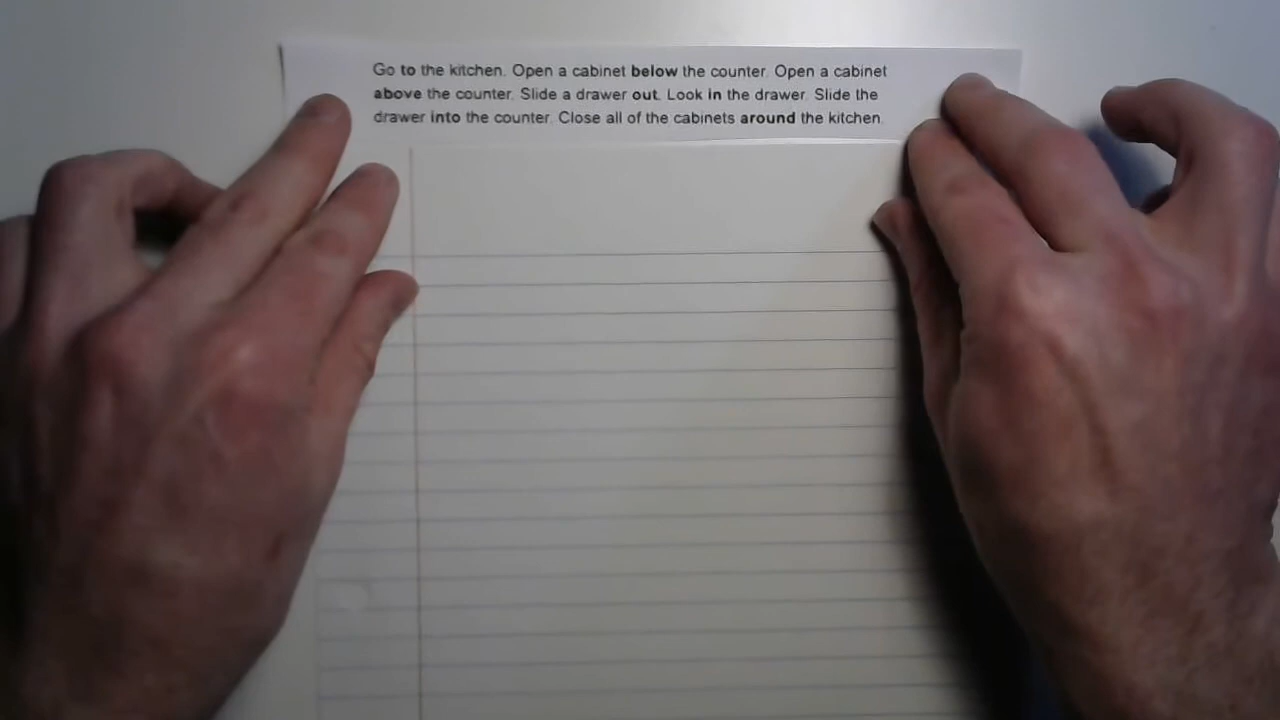 Go to the kitchen. Open a cabinet below the counter. Open a cabinet
above the counter. Slide a drawer out. Look in the drawer. Slide the
drawer into the counter. Close all of the cabinets around the kitchen.